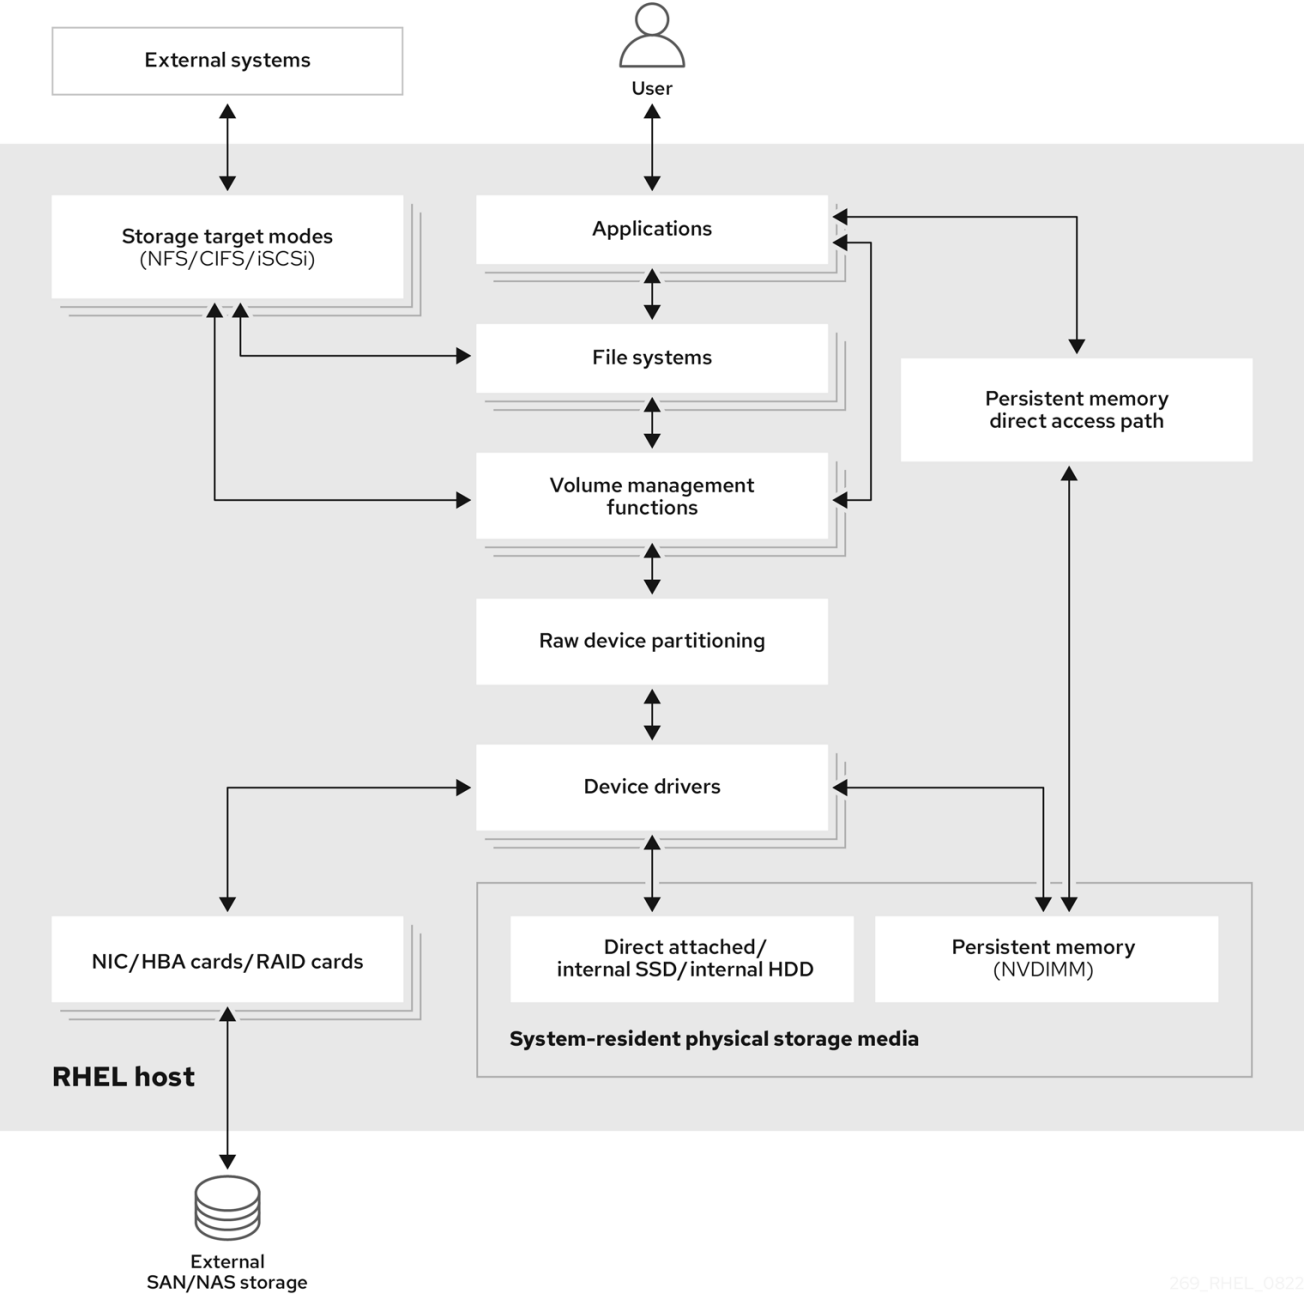 External systems
User
Storage target modes
(NFS/CIFS/iSCSi)
Applications
File systems
Persistent memory
direct access path
Volume management
functions
Raw device partitioning
Device drivers
NIC/HBA cards/RAID cards
Direct attached/
internal SSD/internal HDD
Persistent memory
(NVDIMM)
System-resident physical storage media
RHEL host
External
SAN/NAS storage
269_RHEL_0822